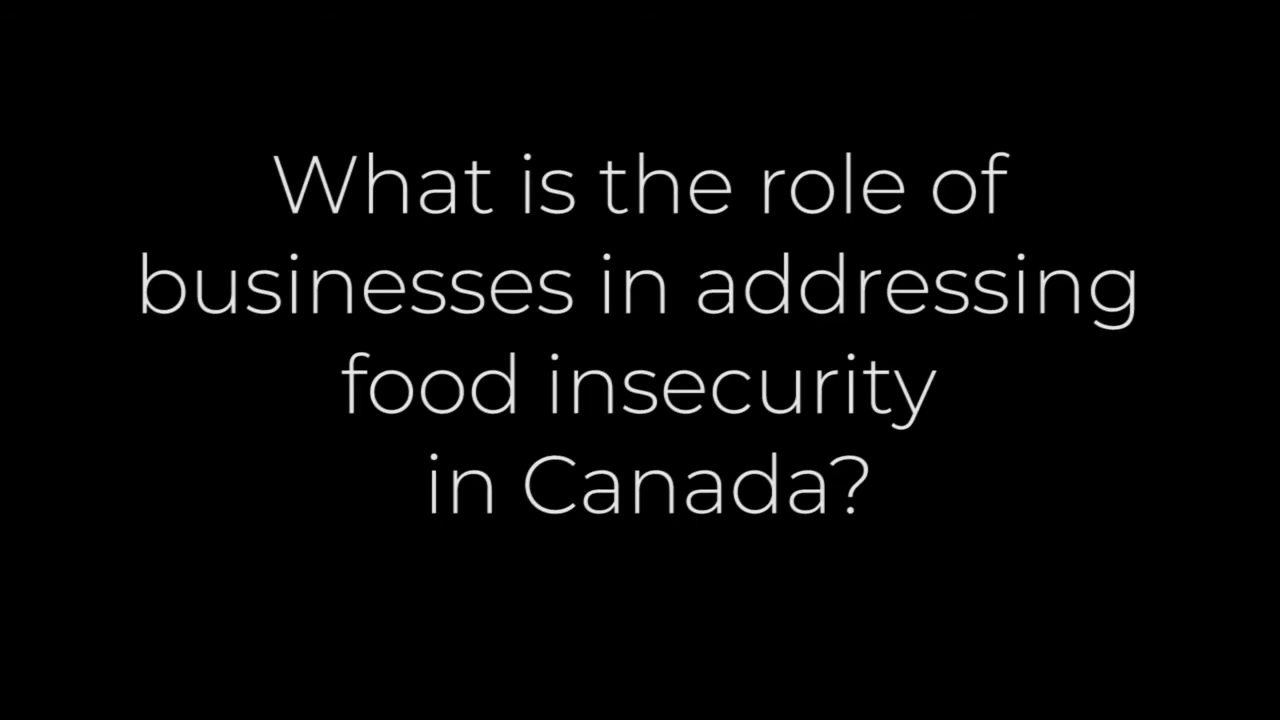 What is the role of
businesses in addressing
food insecurity
in Canada?